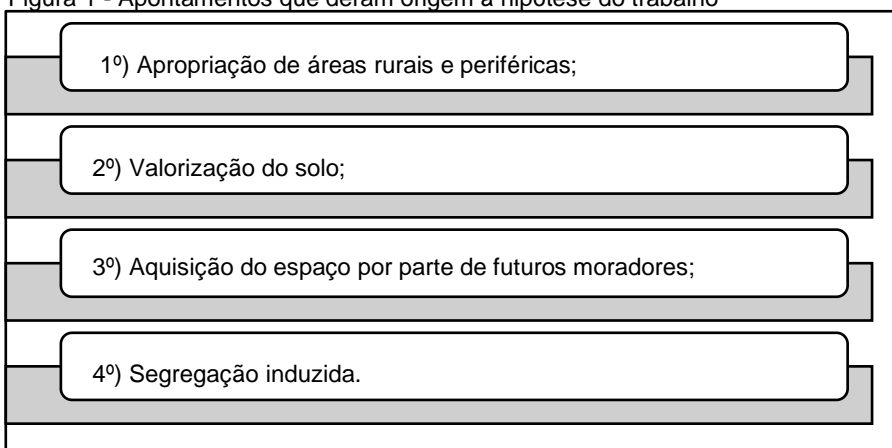 Figura 1 - Apontamentos que deram origem a hipótese do trabalho
1º) Apropriação de áreas rurais e periféricas;
2º) Valorização do solo;
3º) Aquisição do espaço por parte de futuros moradores;
4º) Segregação induzida.